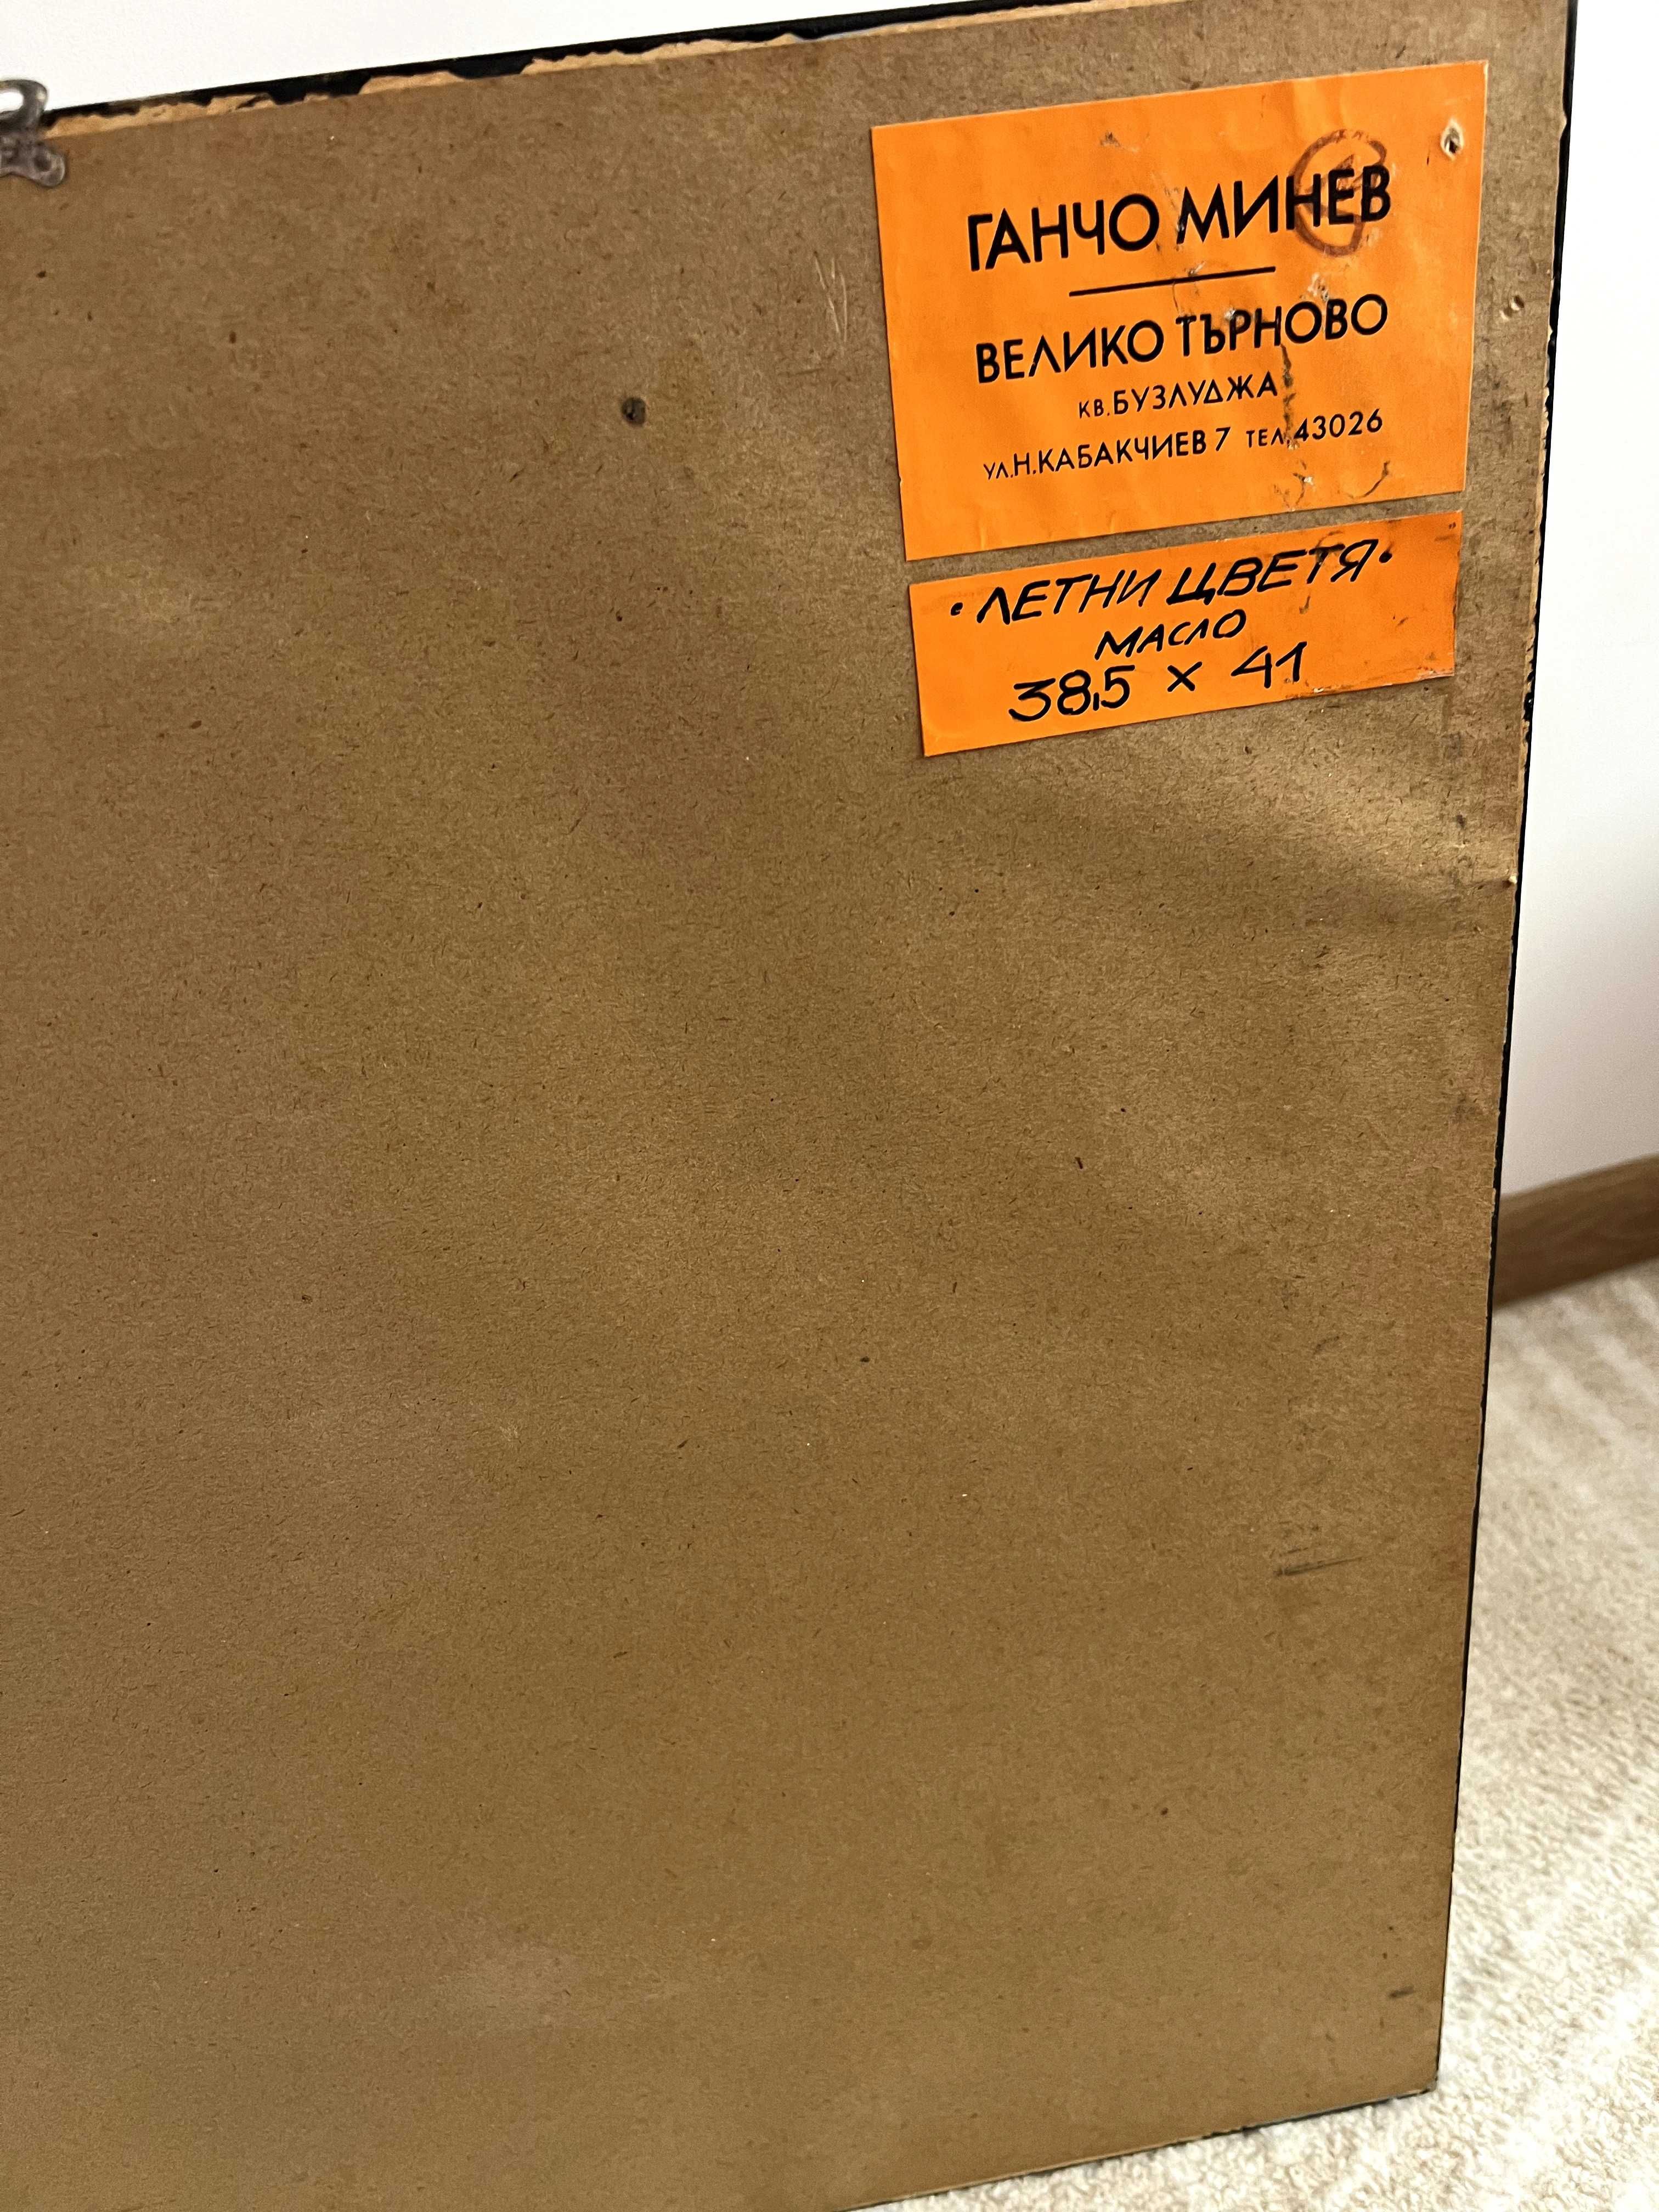 ГАНЧО МИНЕВ
ВЕЛИКО ТЪРНОВО
КВ.БУЗЛУДЖА
УЛ.Н.КАБАКЧИЕВ 7 ТЕЛ.43026
• ЛЕТНИ ЦВЕТЯ •
МАСЛО
38,5 × 41